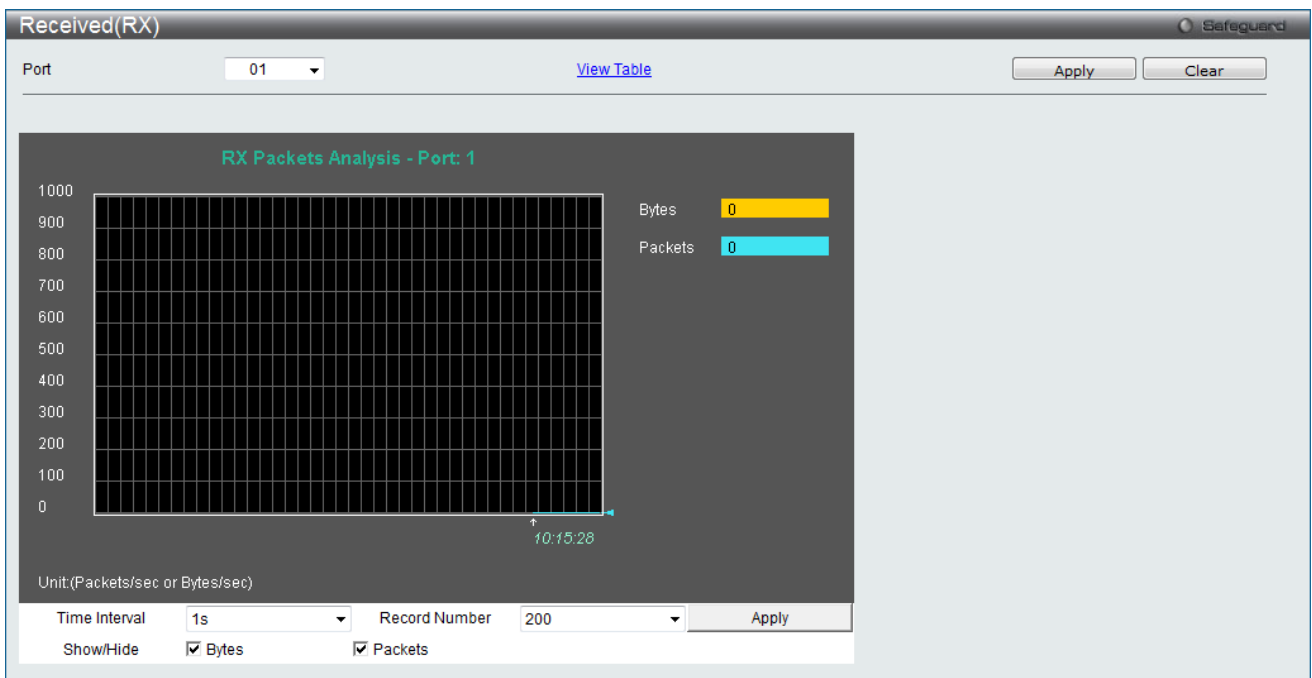 Received(RX)
Safeguard
Port 01 View Table Apply Clear
RX Packets Analysis - Port: 1
1000
900
800
700
600
500
400
300
200
100
0
Bytes 0
Packets 0
10:15:28
Unit:(Packets/sec or Bytes/sec)
Time Interval 1s Record Number 200 Apply
Show/Hide Bytes Packets